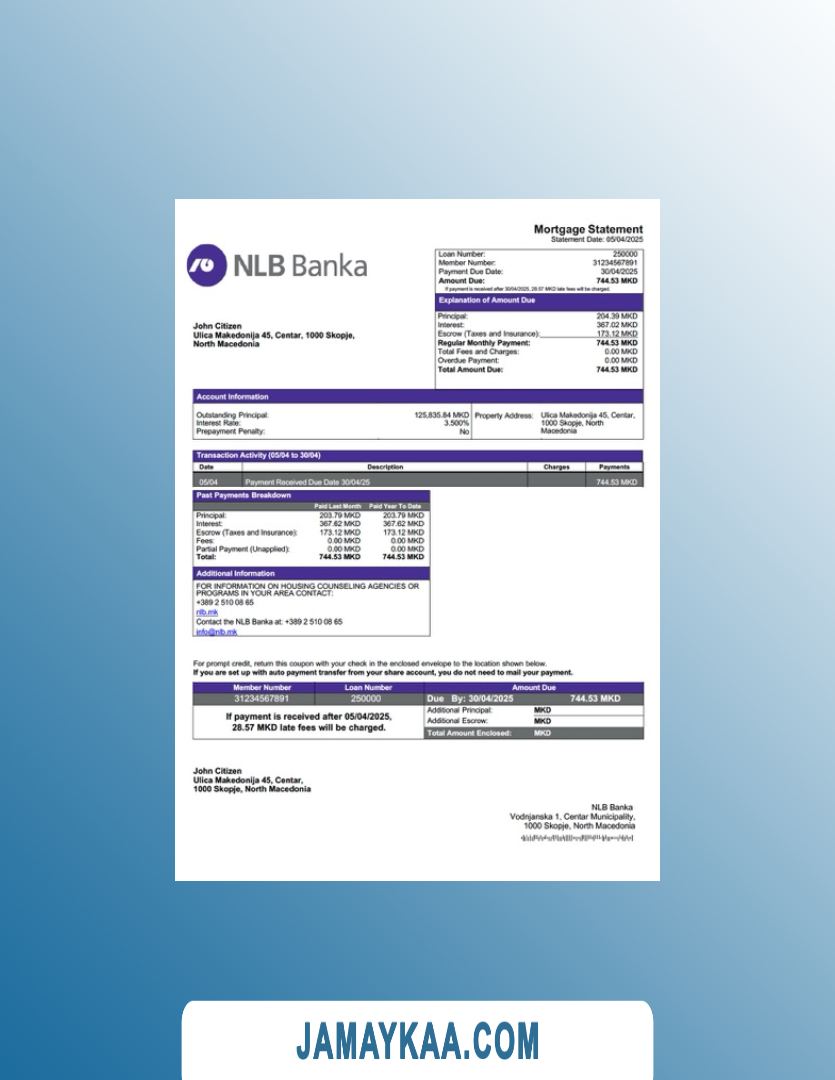 Mortgage Statement
Statement Date: 05/04/2025
NLB Banka
Loan Number: 250000
Member Number: 31234567891
Payment Due Date: 30/04/2025
Amount Due: 744.53 MKD
If payment is received after 30/04/2025, 28.57 MKD late fees will be charged.
Explanation of Amount Due
Principal: 204.39 MKD
Interest: 367.02 MKD
Escrow (Taxes and Insurance): 173.12 MKD
Regular Monthly Payment: 744.53 MKD
Total Fees and Charges: 0.00 MKD
Overdue Payment: 0.00 MKD
Total Amount Due: 744.53 MKD
John Citizen
Ulica Makedonija 45, Centar, 1000 Skopje,
North Macedonia
Account Information
Outstanding Principal: 125,835.84 MKD
Interest Rate: 3.500%
Prepayment Penalty: No
Property Address: Ulica Makedonija 45, Centar,
1000 Skopje, North
Macedonia
Transaction Activity (05/04 to 30/04)
Date Description Charges Payments
05/04 Payment Received Due Date 30/04/25 744.53 MKD
Past Payments Breakdown
Paid Last Month Paid Year To Date
Principal: 203.79 MKD 203.79 MKD
Interest: 367.62 MKD 367.62 MKD
Escrow (Taxes and Insurance): 173.12 MKD 173.12 MKD
Fees: 0.00 MKD 0.00 MKD
Partial Payment (Unapplied): 0.00 MKD 0.00 MKD
Total: 744.53 MKD 744.53 MKD
Additional Information
FOR INFORMATION ON HOUSING COUNSELING AGENCIES OR
PROGRAMS IN YOUR AREA CONTACT:
+389 2 510 08 65
nlb.mk
Contact the NLB Banka at: +389 2 510 08 65
info@nlb.mk
For prompt credit, return this coupon with your check in the enclosed envelope to the location shown below.
If you are set up with auto payment transfer from your share account, you do not need to mail your payment.
Member Number Loan Number Amount Due
31234567891 250000 Due By: 30/04/2025 744.53 MKD
If payment is received after 05/04/2025,
28.57 MKD late fees will be charged.
Additional Principal: MKD
Additional Escrow: MKD
Total Amount Enclosed: MKD
John Citizen
Ulica Makedonija 45, Centar,
1000 Skopje, North Macedonia
NLB Banka
Vodnjanska 1, Centar Municipality,
1000 Skopje, North Macedonia
JAMAYKAA.COM